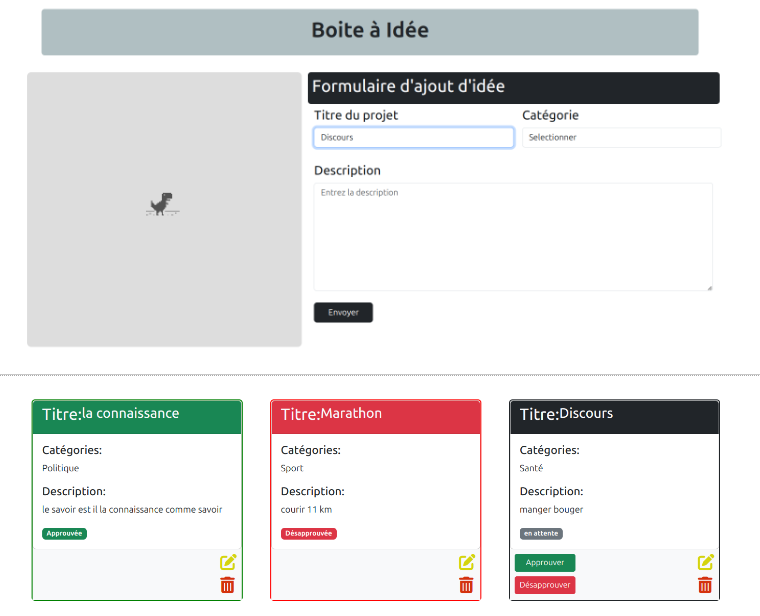 Boite à Idée
Formulaire d'ajout d'idée
Titre du projet
Catégorie
Discours
Selectionner
Description
Entrez la description
Envoyer
Titre:la connaissance
Catégories:
Politique
Description:
le savoir est il la connaissance comme savoir
Approuvée
Titre:Marathon
Catégories:
Sport
Description:
courir 11 km
Désapprouvée
Titre:Discours
Catégories:
Santé
Description:
manger bouger
en attente
Approuver
Désapprouver